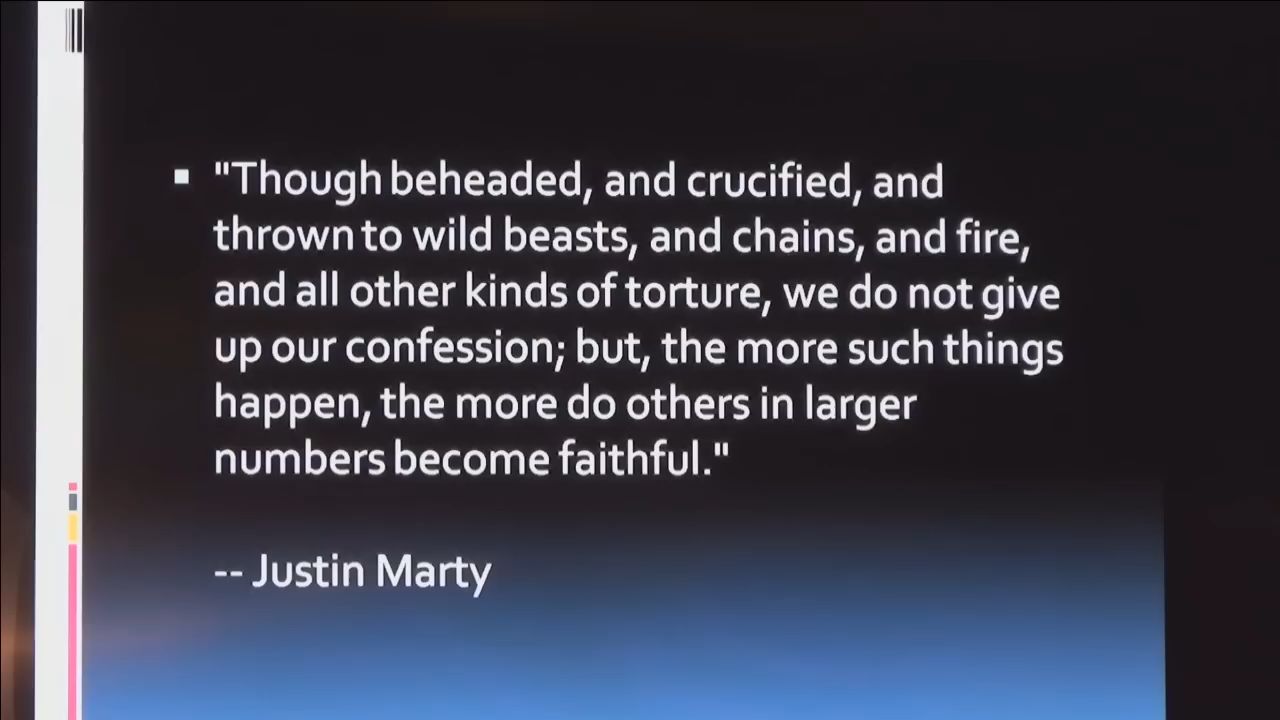 "Though beheaded, and crucified, and
thrown to wild beasts, and chains, and fire,
and all other kinds of torture, we do not give
up our confession; but, the more such things
happen, the more do others in larger
numbers become faithful."
-- Justin Marty